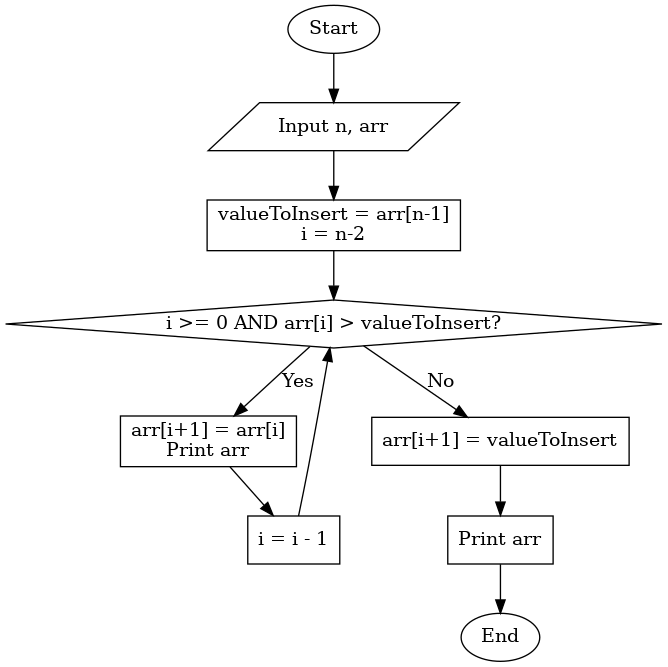 Start
Input n, arr
valueToInsert = arr[n-1]
i = n-2
i >= 0 AND arr[i] > valueToInsert?
Yes
No
arr[i+1] = arr[i]
Print arr
arr[i+1] = valueToInsert
i = i - 1
Print arr
End